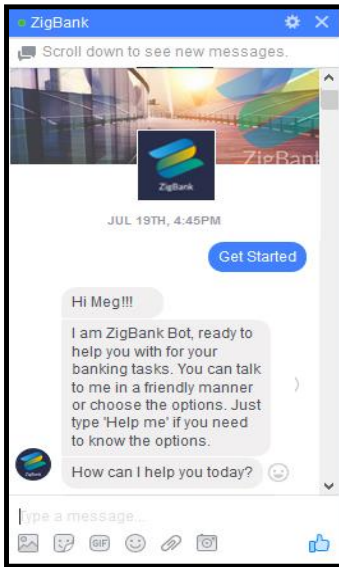 ZigBank
Scroll down to see new messages.
ZigBank
ZigBank
JUL 19TH, 4:45PM
Get Started
Hi Meg!!!
I am ZigBank Bot, ready to
help you with for your
banking tasks. You can talk
to me in a friendly manner
or choose the options. Just
type 'Help me' if you need
to know the options.
How can I help you today?
Type a message...
GIF